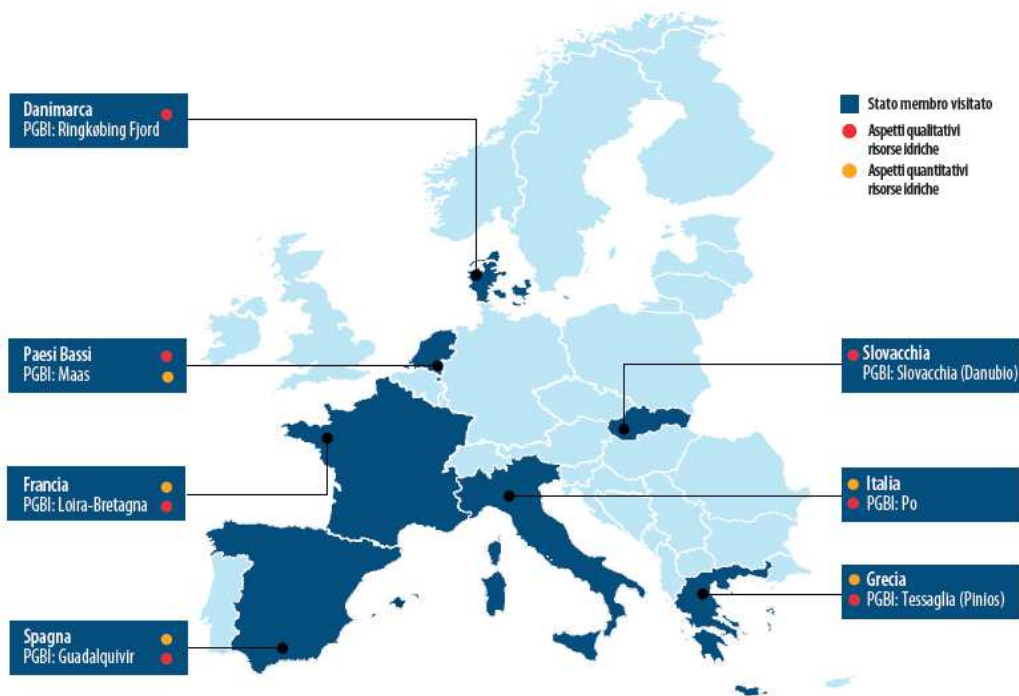 Danimarca
PGBI: Ringkøbing Fjord
Paesi Bassi
PGBI: Maas
Francia
PGBI: Loira-Bretagna
Spagna
PGBI: Guadalquivir
Stato membro visitato
Aspetti qualitativi
risorse idriche
Aspetti quantitativi
risorse idriche
Slovacchia
PGBI: Slovacchia (Danubio)
Italia
PGBI: Po
Grecia
PGBI: Tessaglia (Pinios)